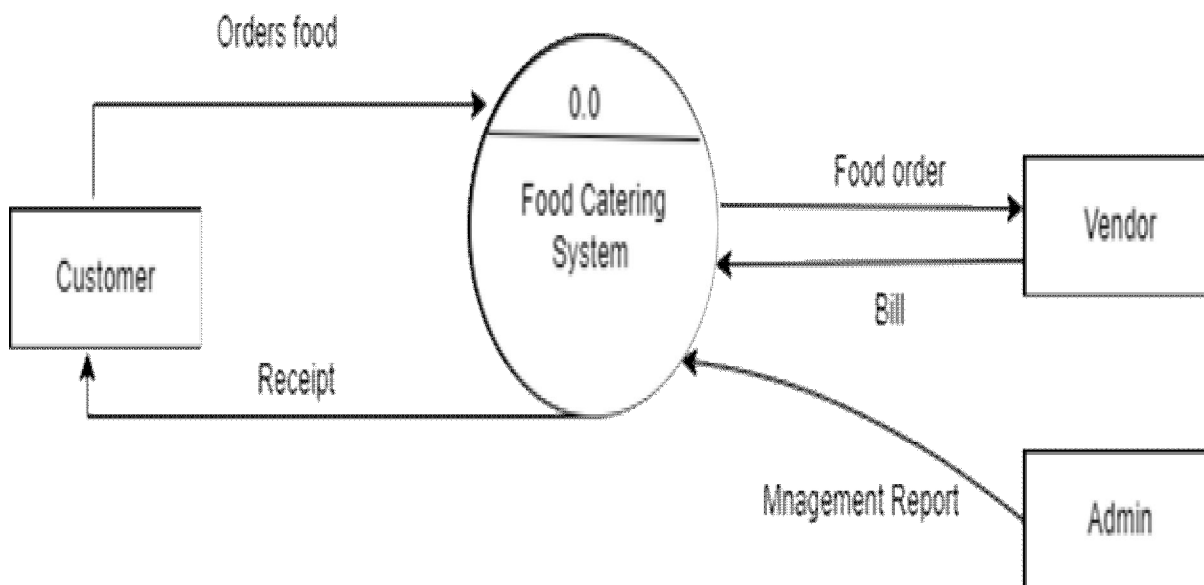 Orders food
0.0
Food Catering
System
Food order
Vendor
Customer
Bill
Receipt
Mnagement Report
Admin